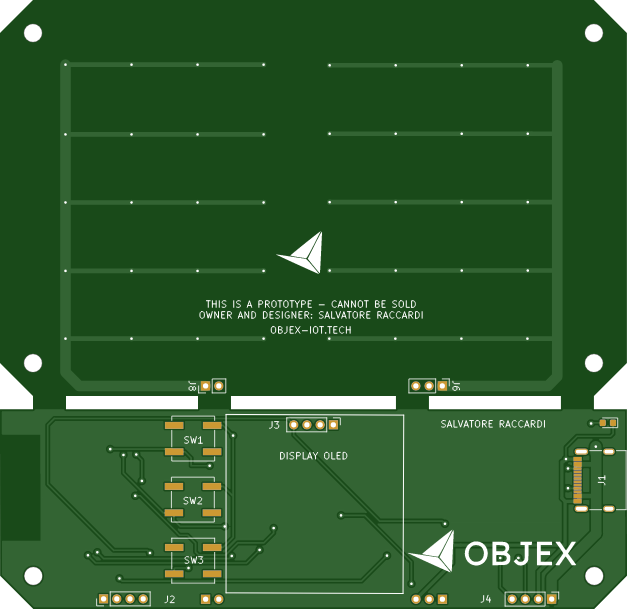 THIS IS A PROTOTYPE – CANNOT BE SOLD
OWNER AND DESIGNER: SALVATORE RACCARDI
OBJEX–IOT.TECH
J8
J6
J3
SALVATORE RACCARDI
SW1
DISPLAY OLED
J1
SW2
SW3
OBJEX
J2
J4